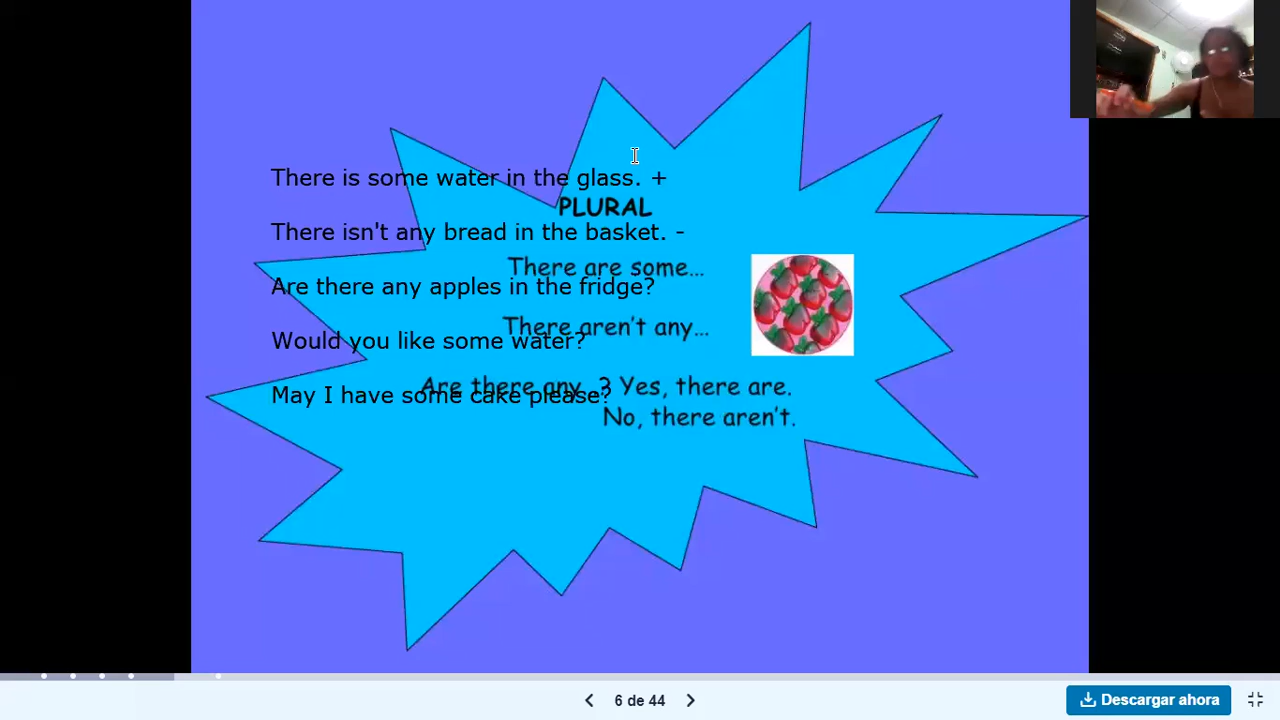 There is some water in the glass. +
PLURAL
There isn't any bread in the basket. -
There are some...
Are there any apples in the fridge?
There aren't any...
Would you like some water?
Are there any...? Yes, there are.
May I have some cake please?
No, there aren't.
6 de 44
Descargar ahora